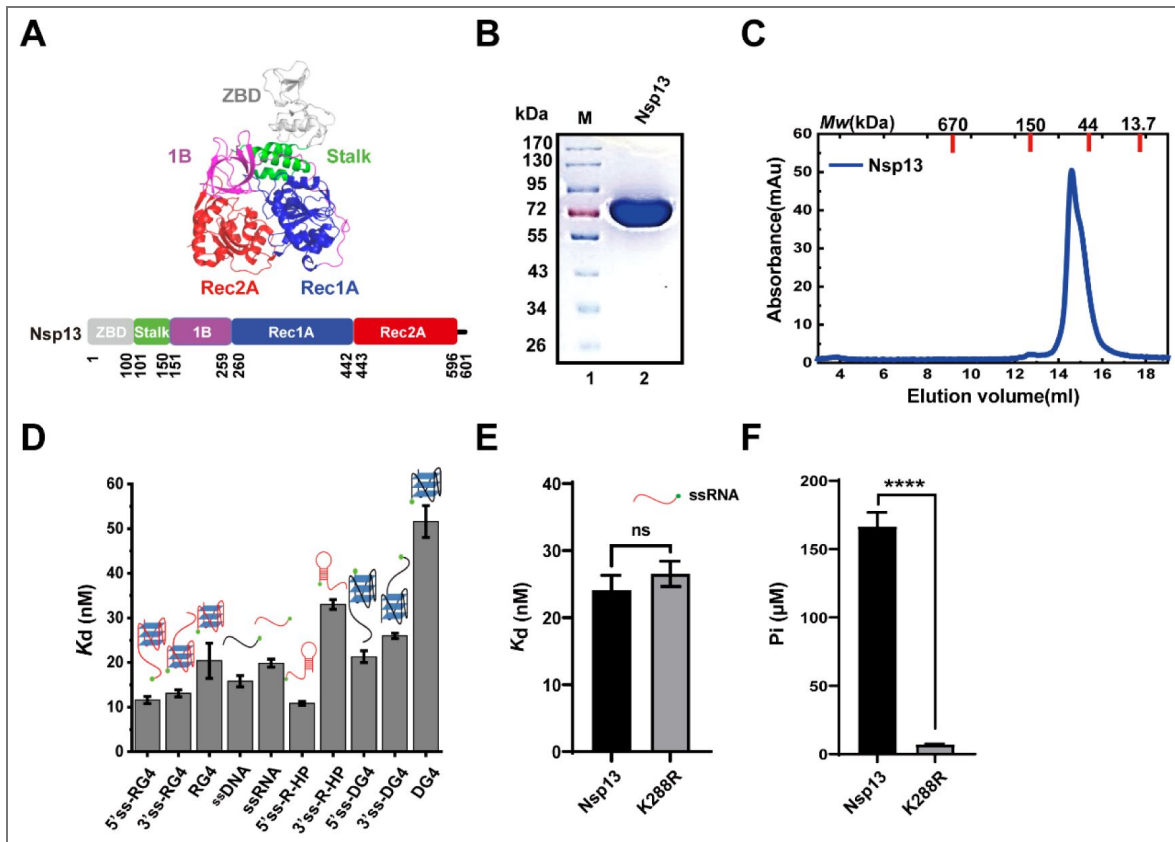 A
ZBD
1B
Stalk
Rec2A
Rec1A
Nsp13
ZBD
Stalk
1B
Rec1A
Rec2A
1
100
101
150
151
259
260
442
443
596
601
B
Nsp13
kDa
M
170
130
95
72
55
43
34
26
1
2
C
Mw(kDa)
670
150
44
13.7
Nsp13
60
50
40
30
20
10
0
Absorbance(mAu)
4
6
8
10
12
14
16
18
Elution volume(ml)
D
60
50
40
30
20
10
0
Kd (nM)
5'ss-RG4
3'ss-RG4
RG4
ssDNA
ssRNA
5'ss-R-HP
3'ss-R-HP
5'ss-DG4
3'ss-DG4
DG4
E
40
30
20
10
0
Kd (nM)
ssRNA
ns
Nsp13
K288R
F
200
150
100
50
0
Pi (μM)
****
Nsp13
K288R